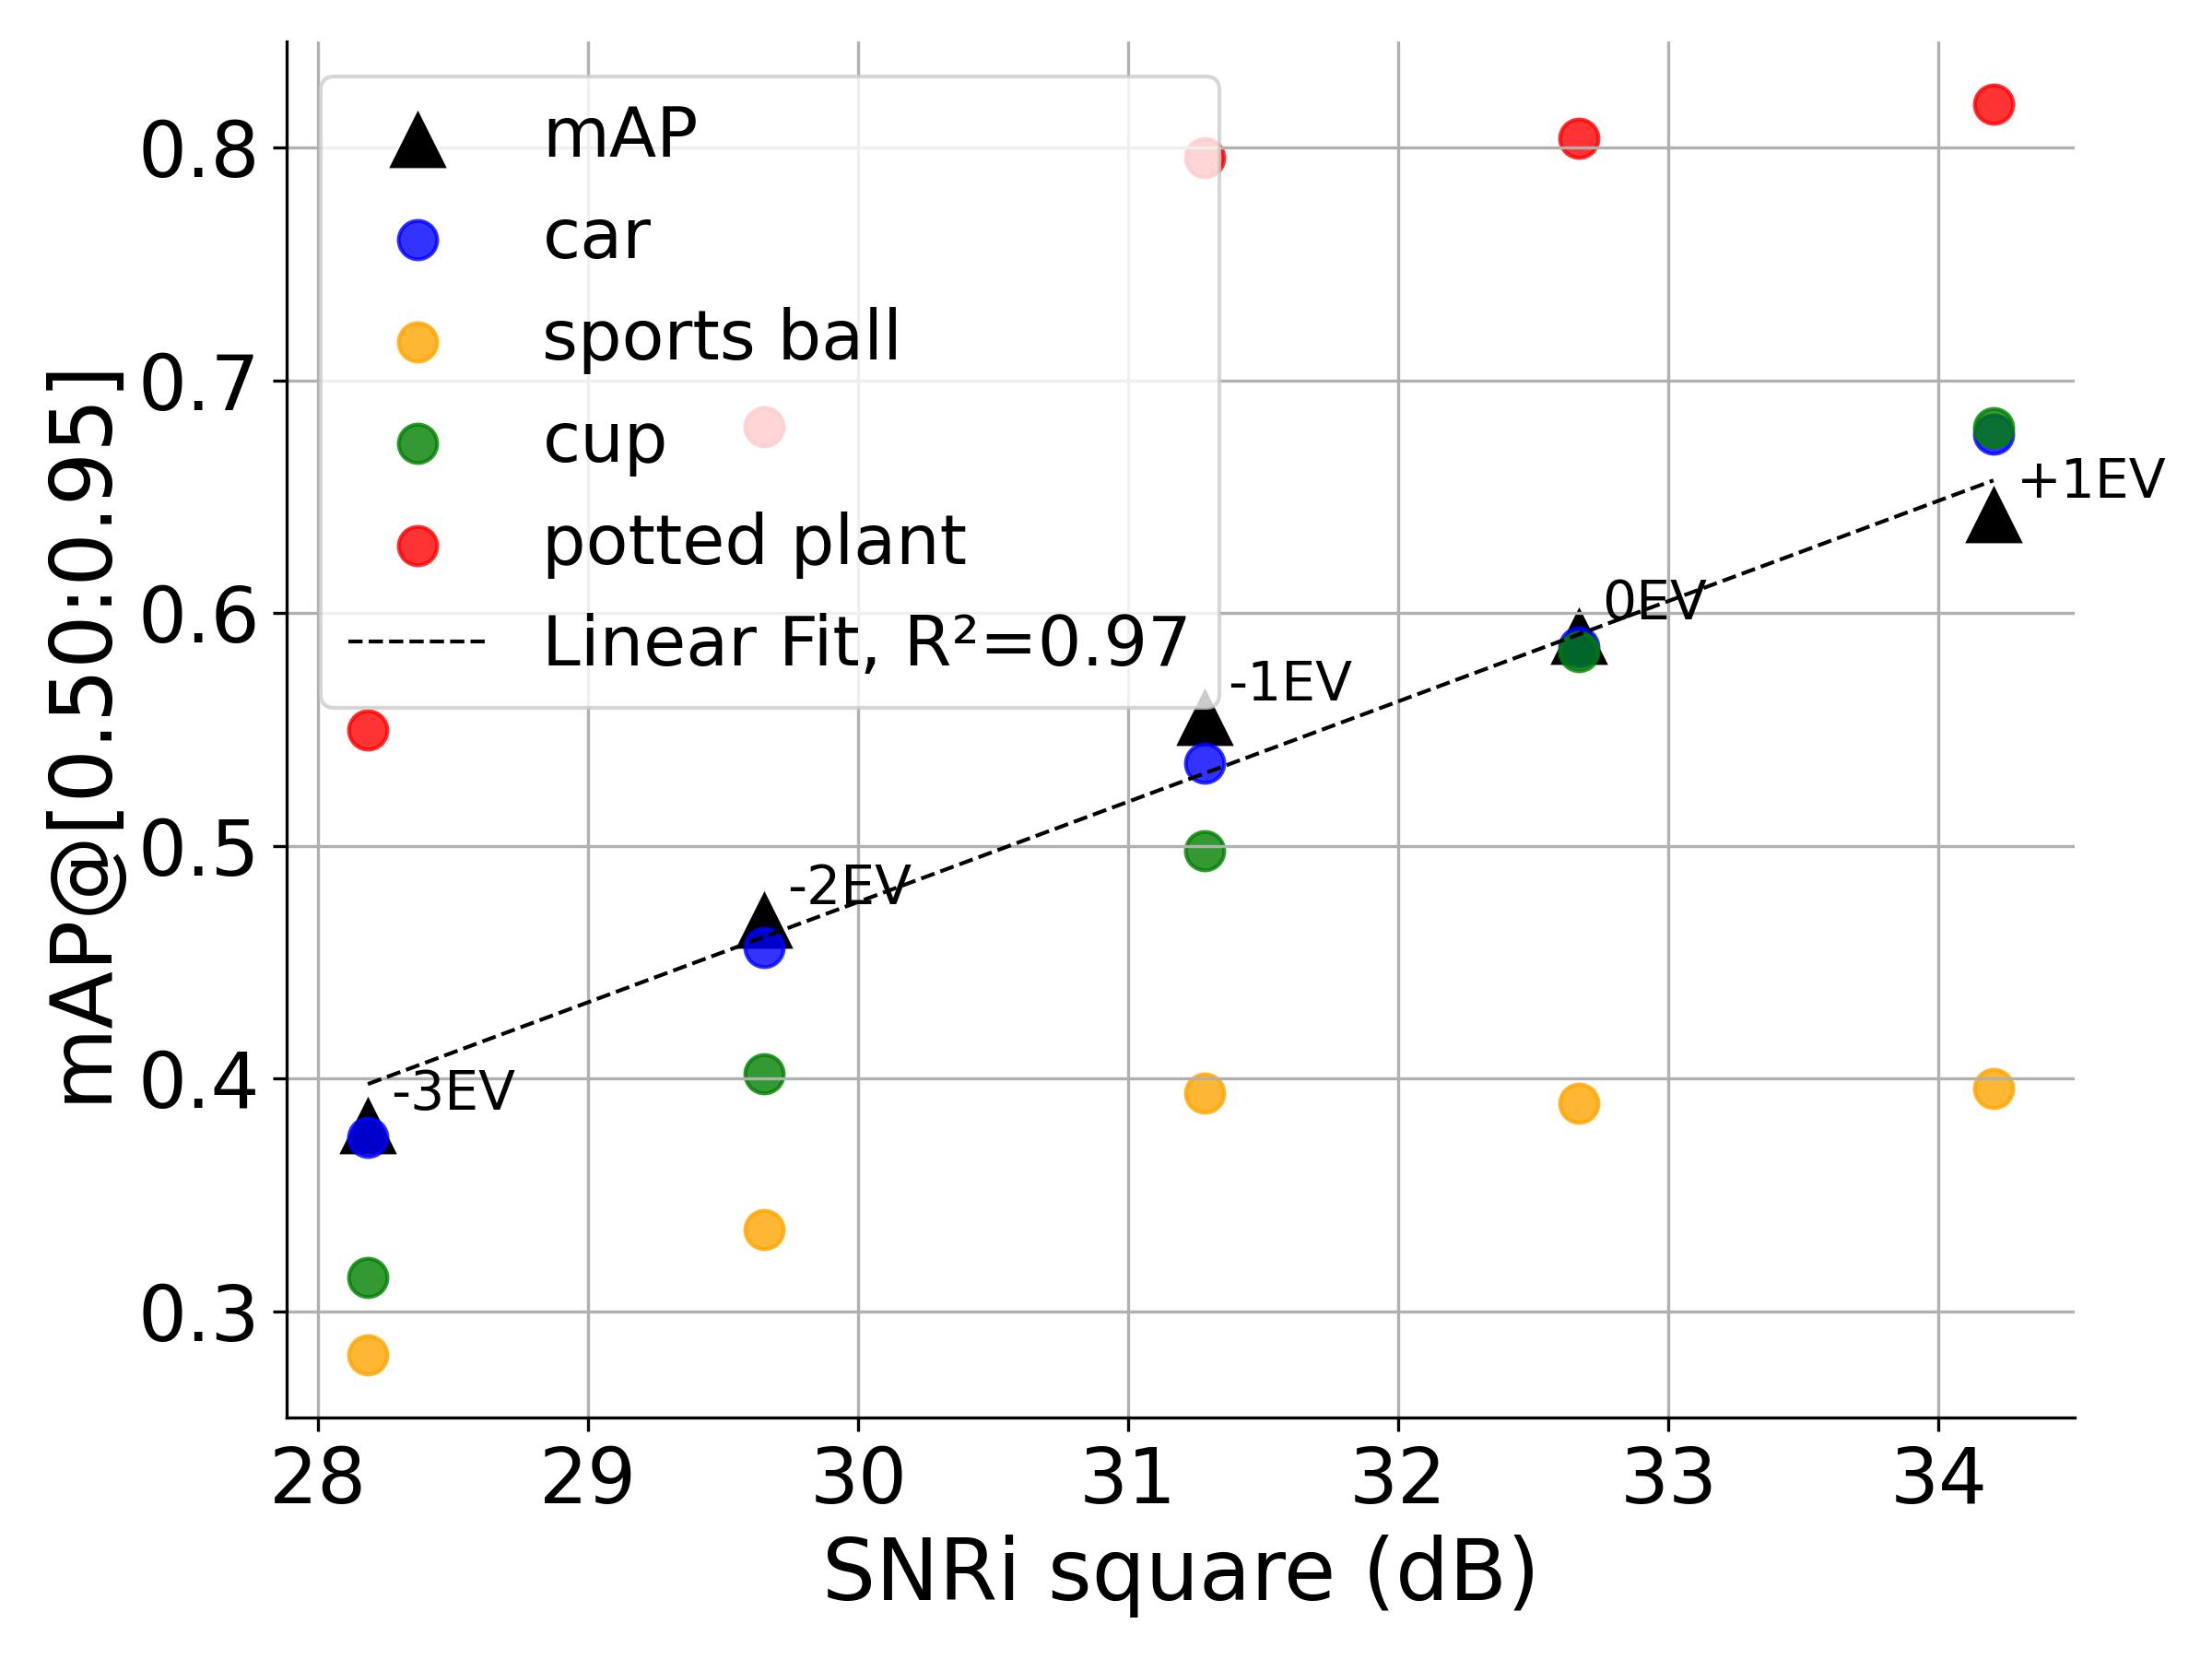 mAP
car
sports ball
cup
potted plant
Linear Fit, R²=0.97
0.8
0.7
0.6
0.5
0.4
0.3
mAP@[0.50:0.95]
+1EV
0EV
-1EV
-2EV
-3EV
28 29 30 31 32 33 34
SNRi square (dB)